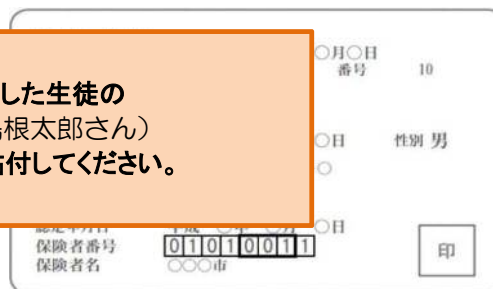 ○月○日
番号 10
した生徒の
根太郎さん）
○日 性別 男
付してください。
○
○日
保険者番号 01010011
保険者名 ○○○市
印